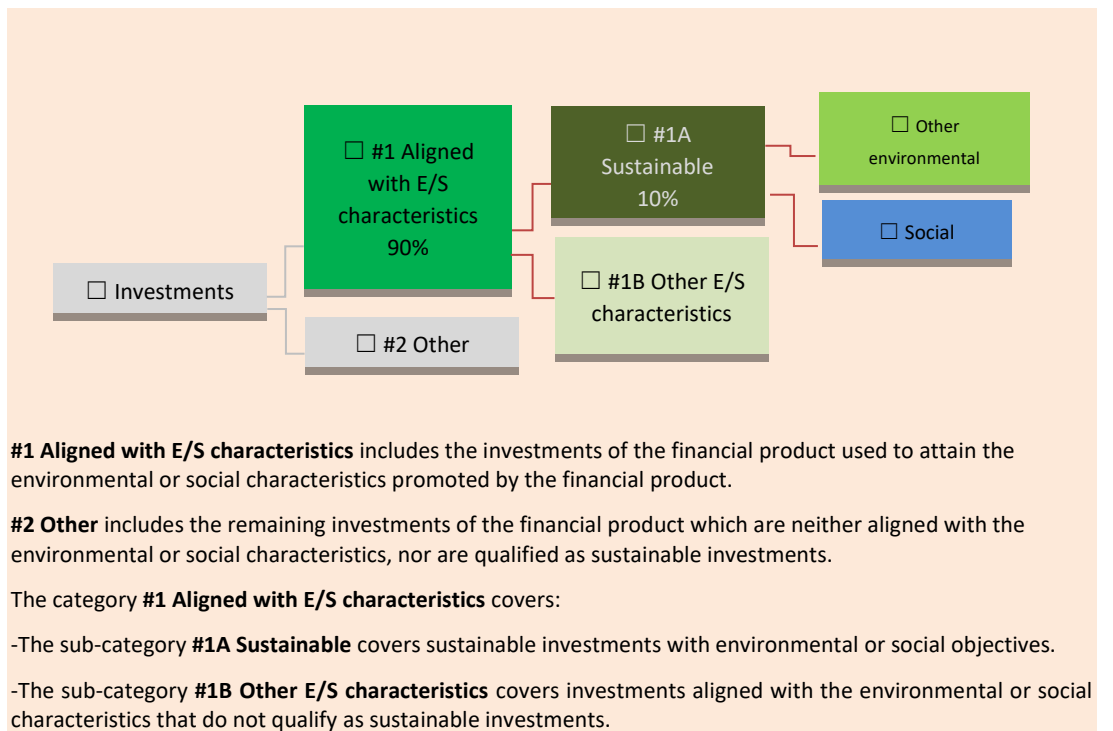 ☐ #1 Aligned
with E/S
characteristics
90%
☐ #1A
Sustainable
10%
☐ Other
environmental
☐ Social
☐ #1B Other E/S
characteristics
☐ Investments
☐ #2 Other
#1 Aligned with E/S characteristics includes the investments of the financial product used to attain the
environmental or social characteristics promoted by the financial product.
#2 Other includes the remaining investments of the financial product which are neither aligned with the
environmental or social characteristics, nor are qualified as sustainable investments.
The category #1 Aligned with E/S characteristics covers:
-The sub-category #1A Sustainable covers sustainable investments with environmental or social objectives.
-The sub-category #1B Other E/S characteristics covers investments aligned with the environmental or social
characteristics that do not qualify as sustainable investments.